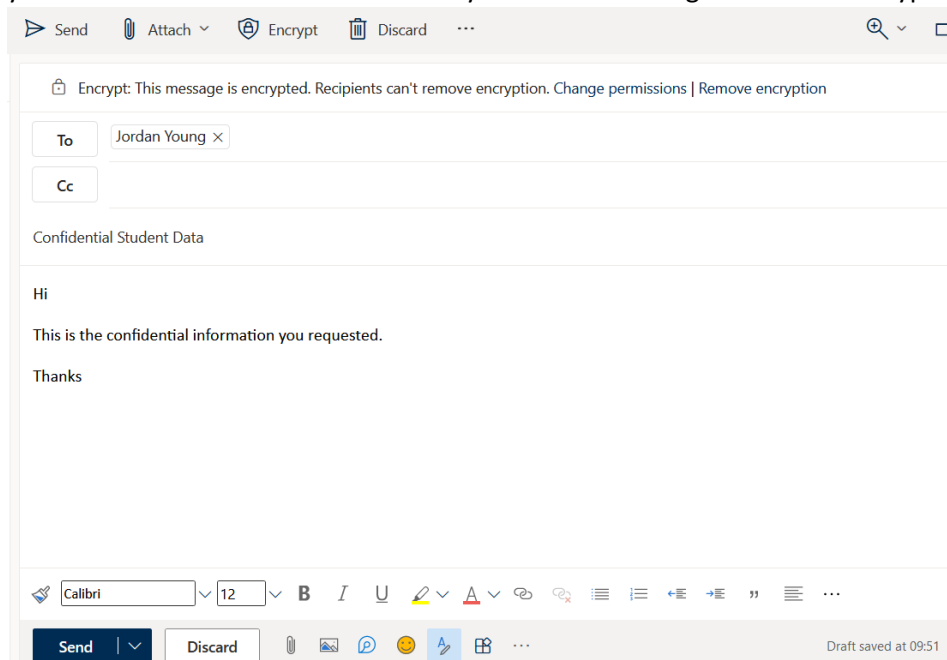 Send Attach Encrypt Discard ...
Encrypt: This message is encrypted. Recipients can't remove encryption. Change permissions | Remove encryption
To Jordan Young ×
Cc
Confidential Student Data
Hi
This is the confidential information you requested.
Thanks
Calibri 12 B I U A ...
Send Discard ... Draft saved at 09:51